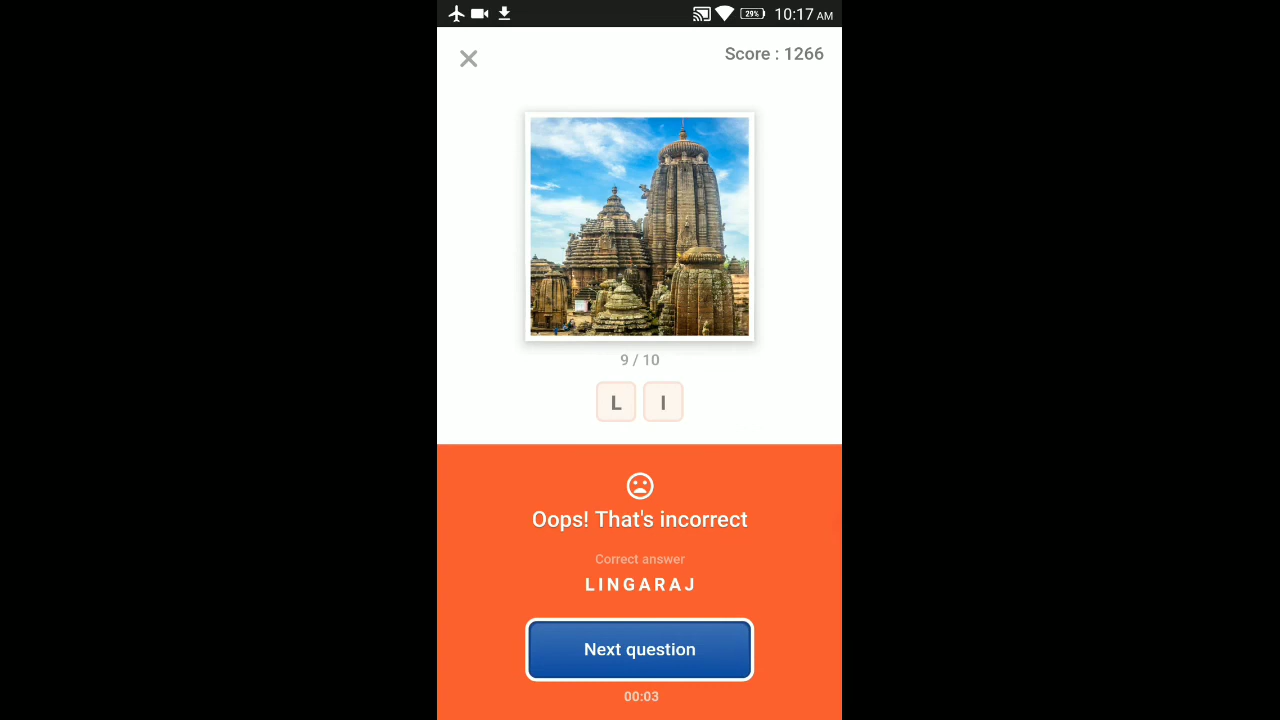 29% 10:17 AM
Score : 1266
9 / 10
L I
Oops! That's incorrect
Correct answer
LINGARAJ
Next question
00:03